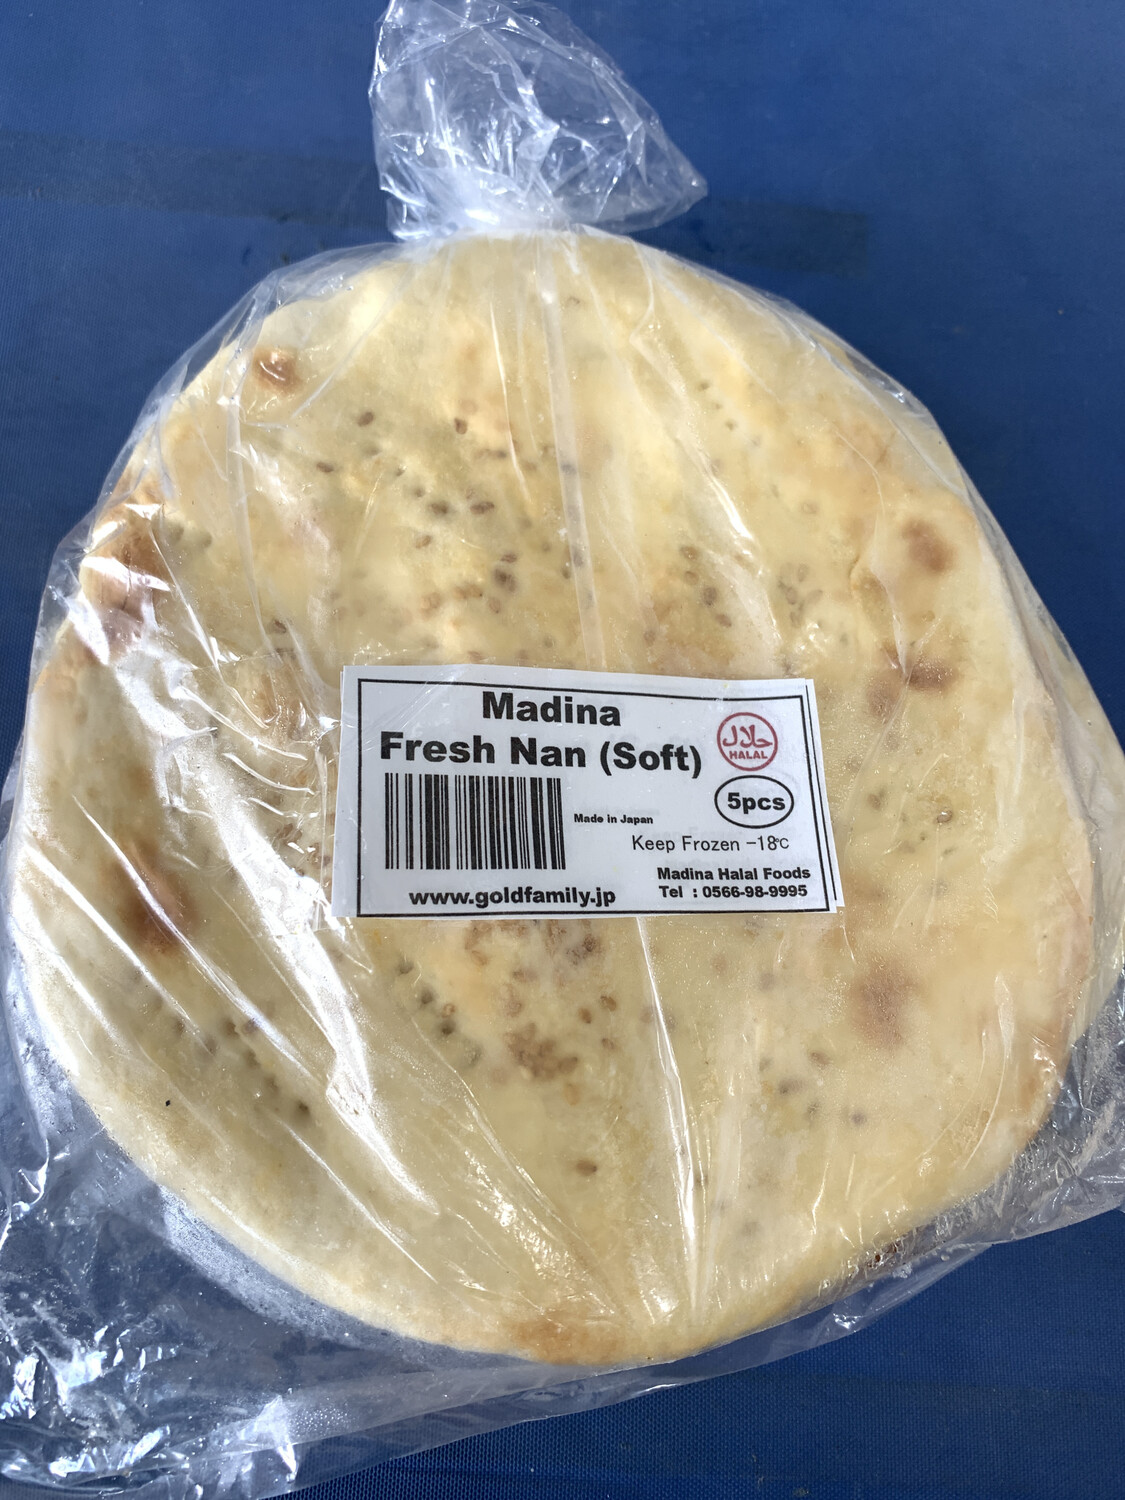 Madina
Fresh Nan (Soft)
حلال
HALAL
5pcs
Made in Japan
Keep Frozen -18℃
Madina Halal Foods
Tel : 0566-98-9995
www.goldfamily.jp